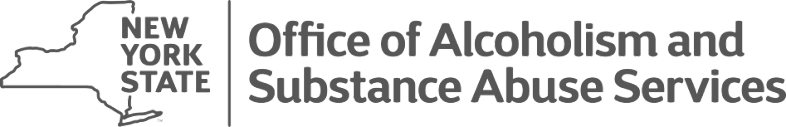 NEW
YORK
STATE
Office of Alcoholism and
Substance Abuse Services